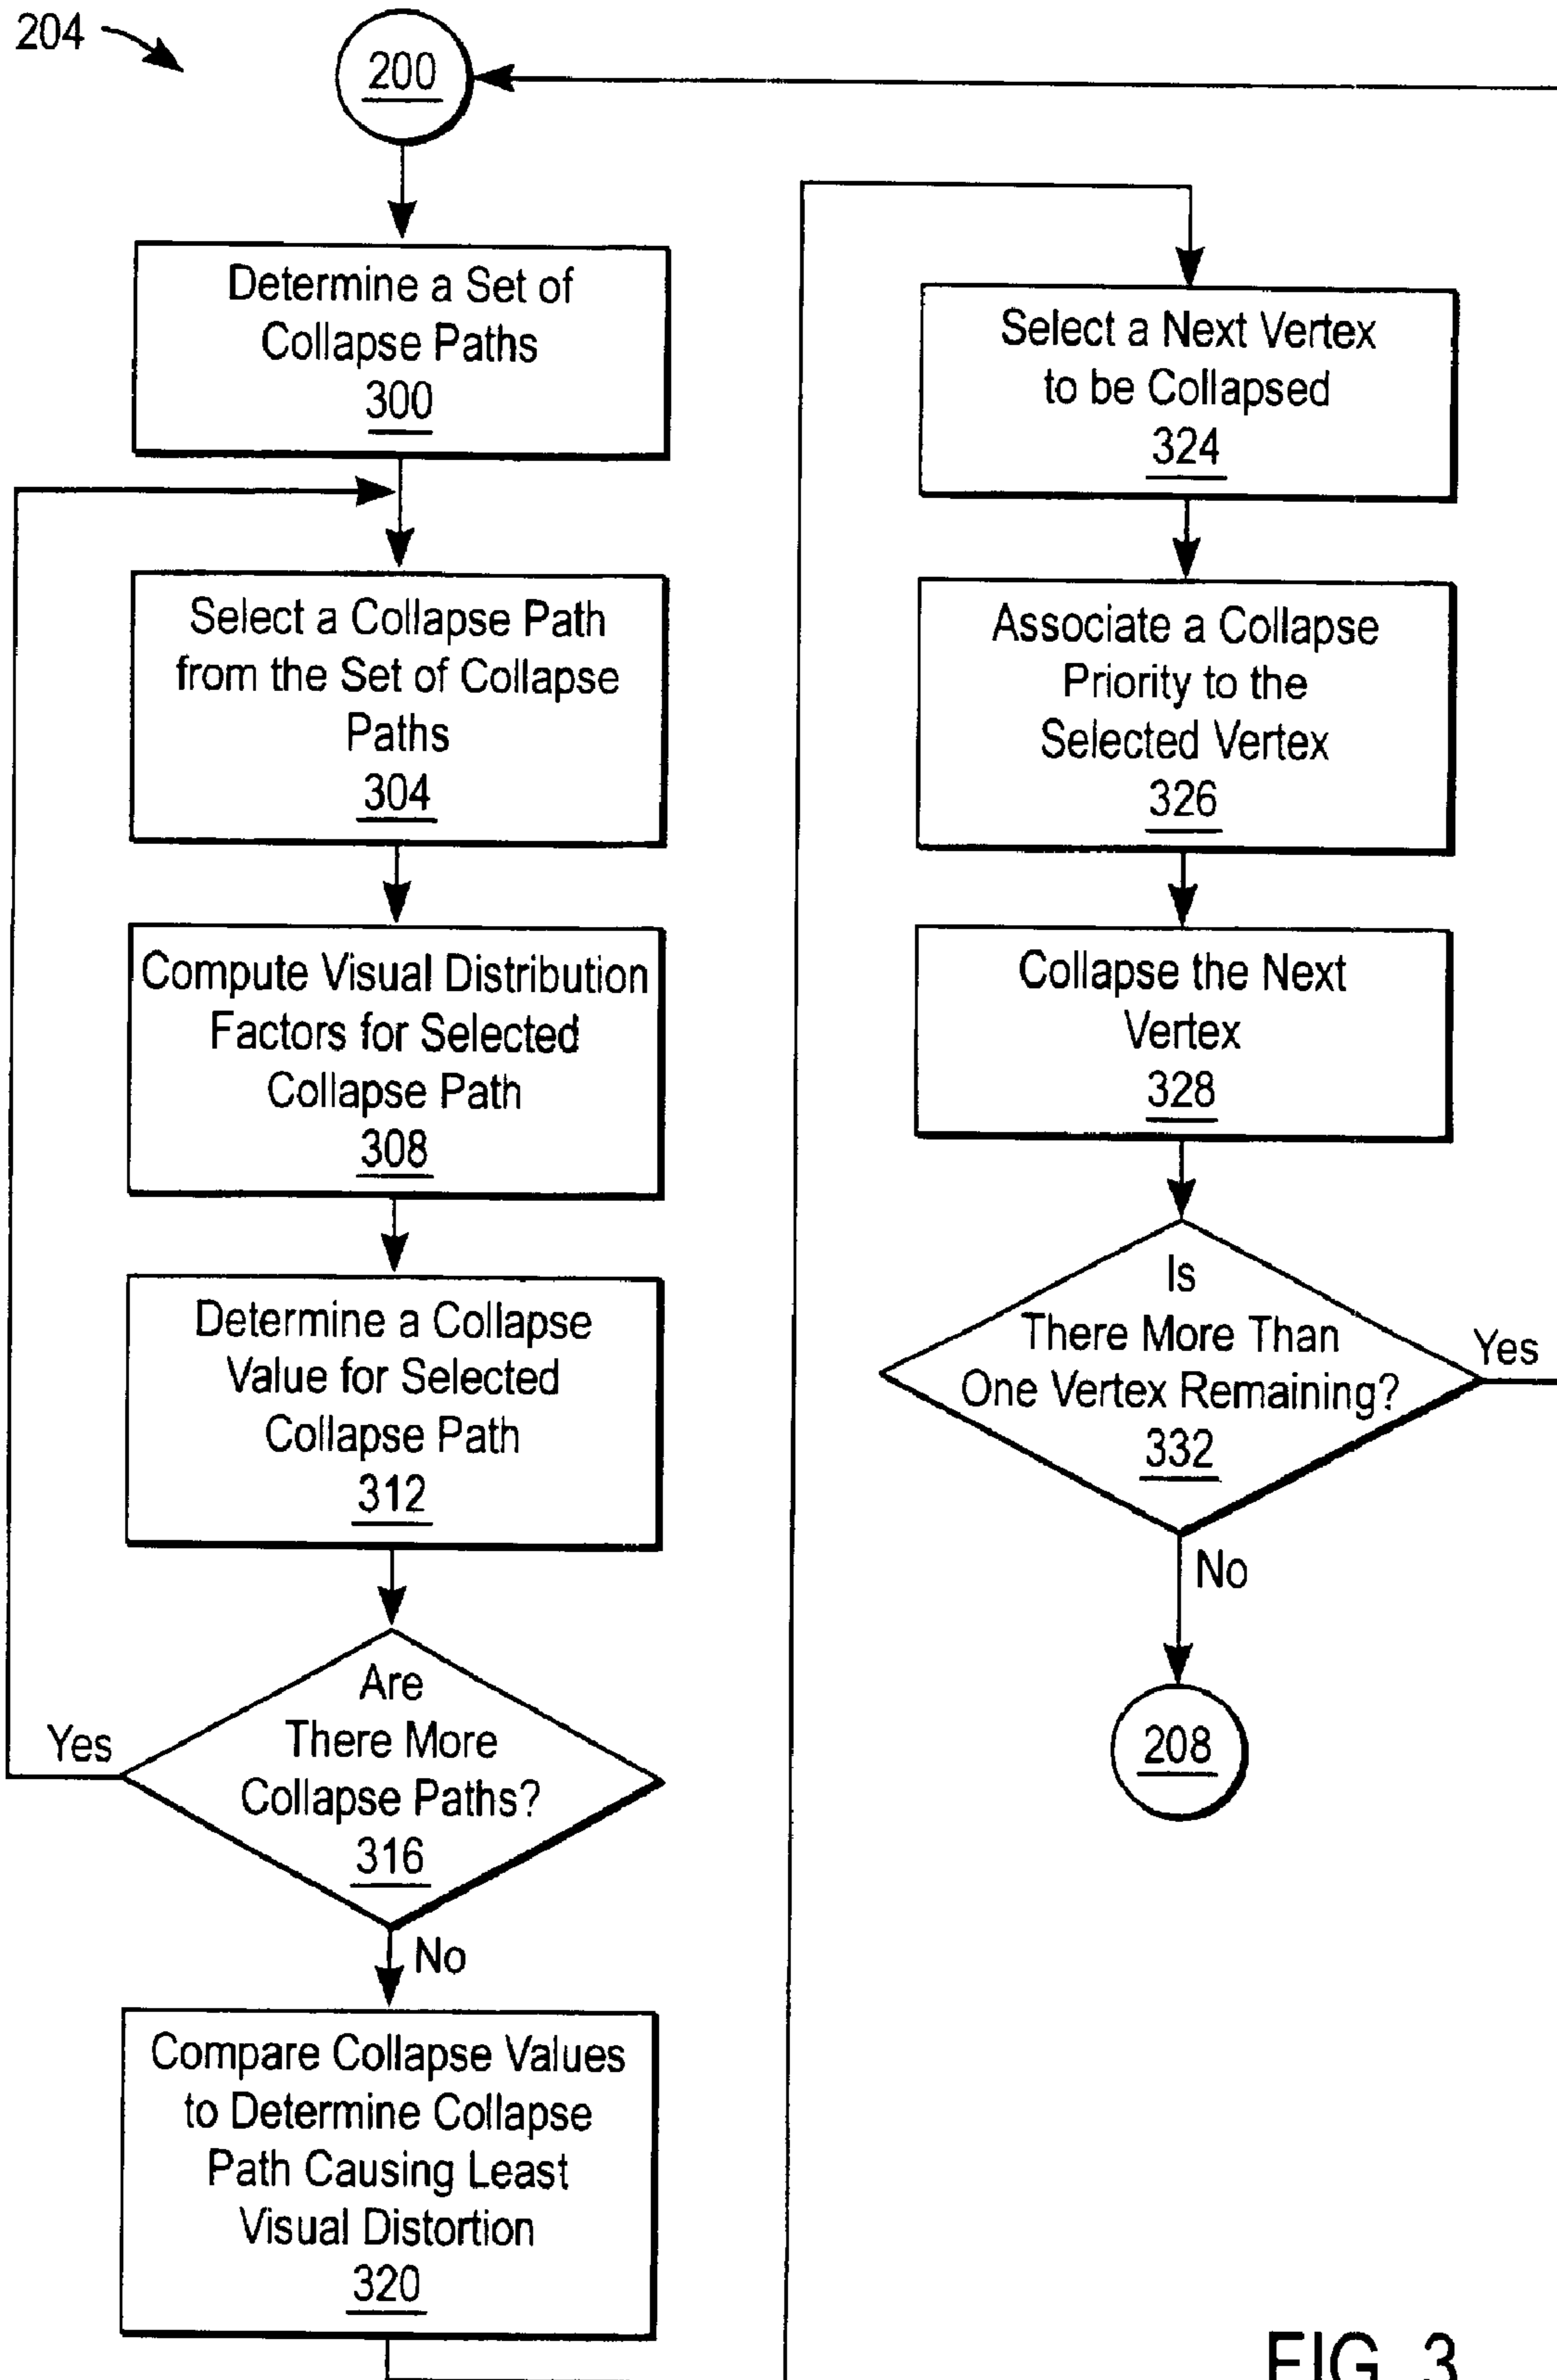 204
200
Determine a Set of
Collapse Paths
300
Select a Collapse Path
from the Set of Collapse
Paths
304
Compute Visual Distribution
Factors for Selected
Collapse Path
308
Determine a Collapse
Value for Selected
Collapse Path
312
Are
There More
Collapse Paths?
316
Yes
No
Compare Collapse Values
to Determine Collapse
Path Causing Least
Visual Distortion
320
Select a Next Vertex
to be Collapsed
324
Associate a Collapse
Priority to the
Selected Vertex
326
Collapse the Next
Vertex
328
Is
There More Than
One Vertex Remaining?
332
Yes
No
208
FIG. 3